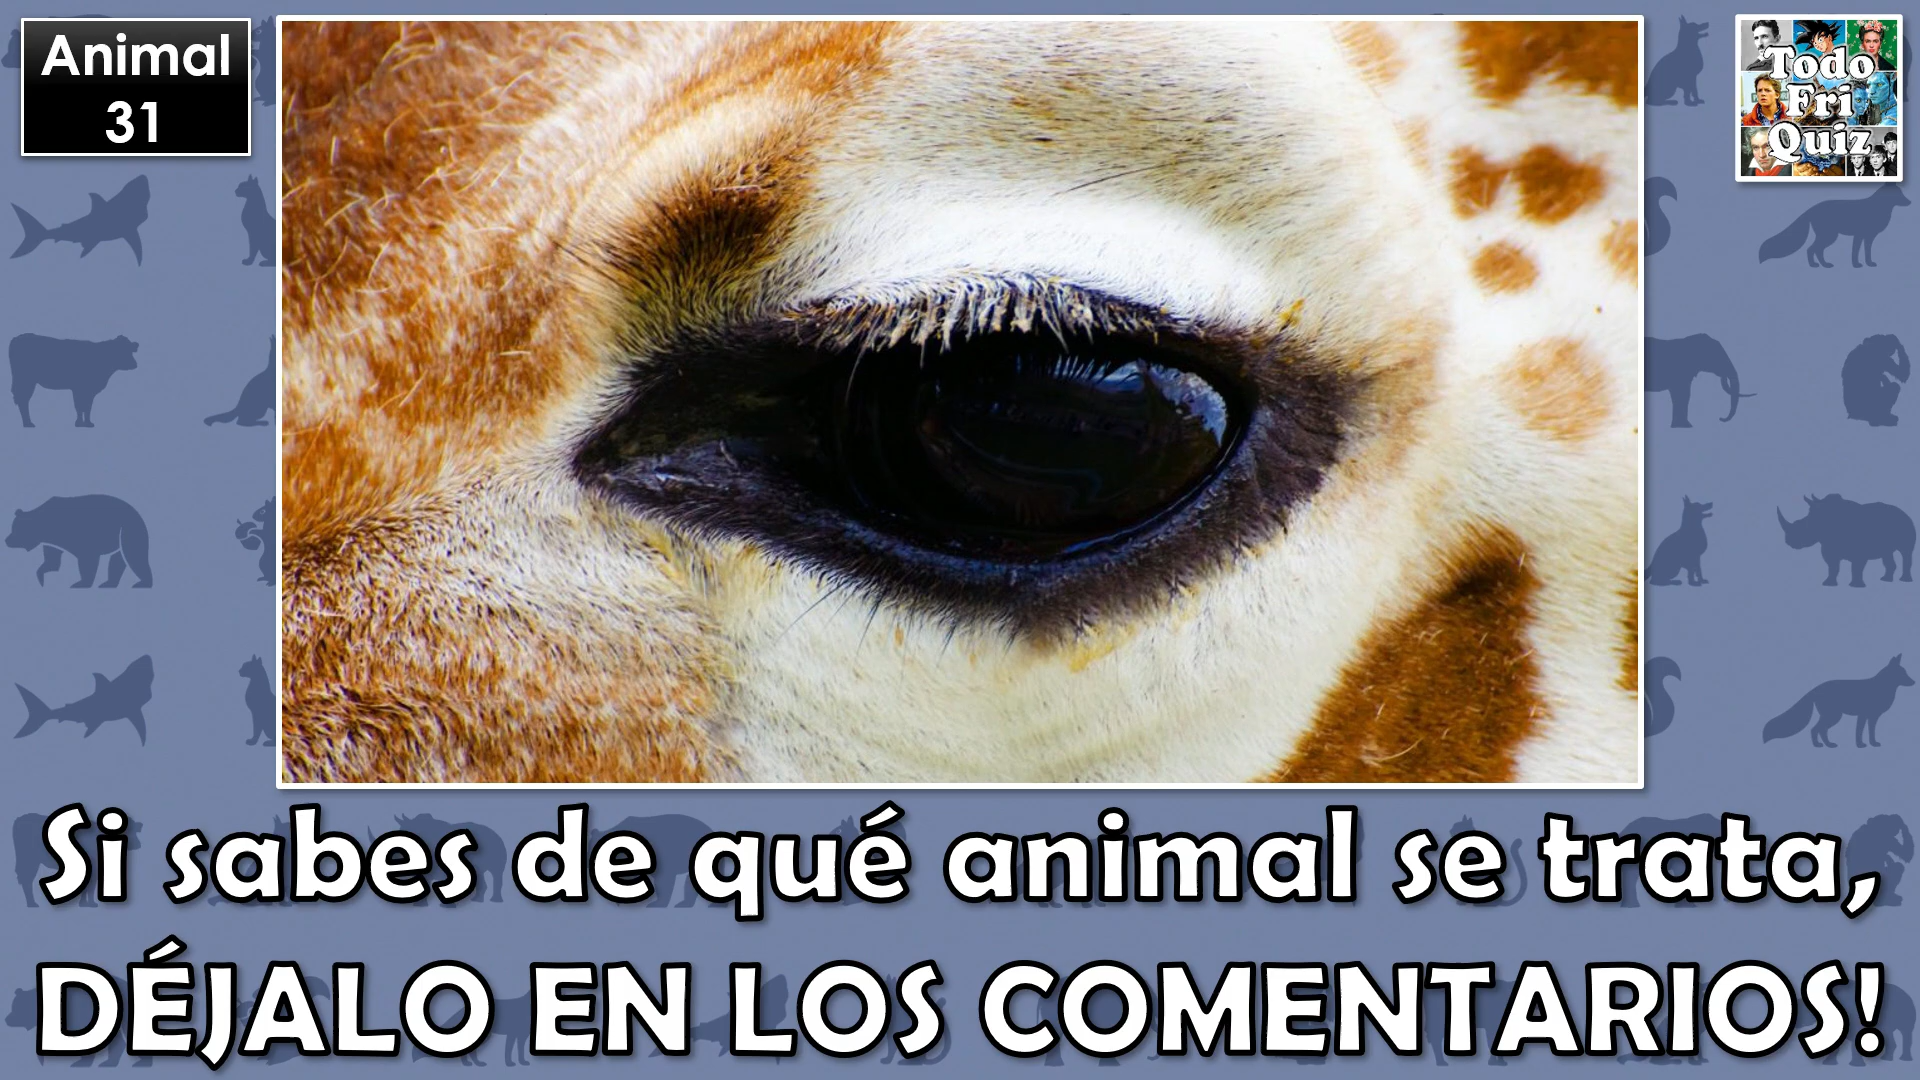 Animal
31
Todo
Fri
Quiz
Si sabes de qué animal se trata,
DÉJALO EN LOS COMENTARIOS!